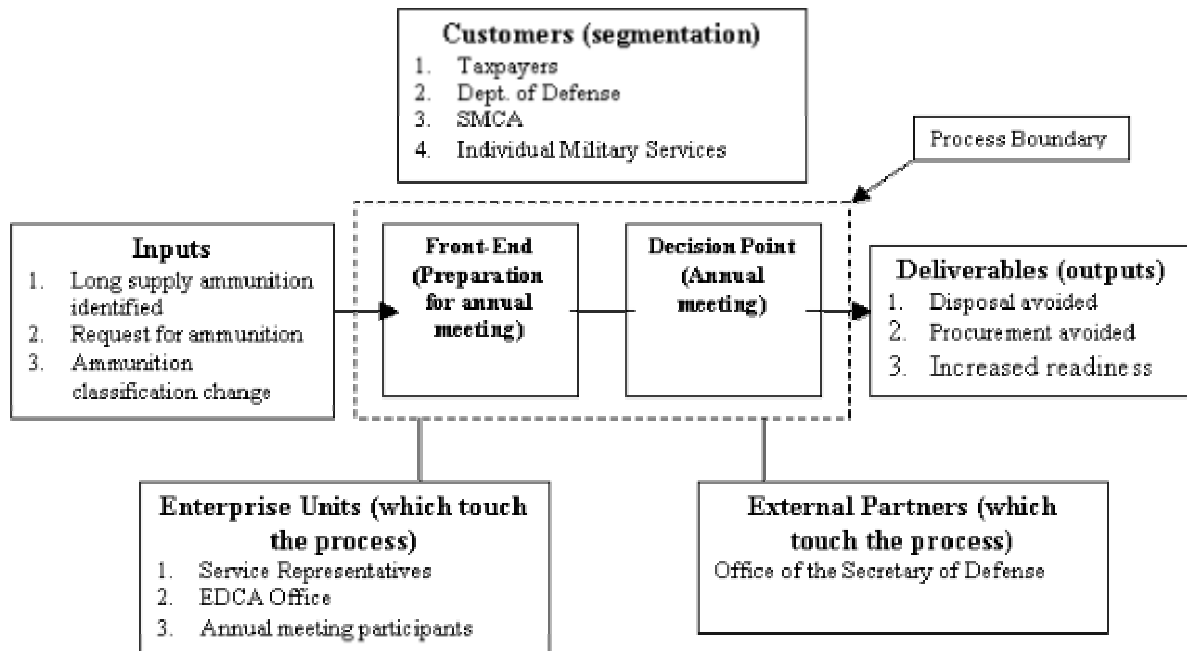 Customers (segmentation)
1. Taxpayers
2. Dept. of Defense
3. SMCA
4. Individual Military Services
Process Boundary
Inputs
1. Long supply ammunition
identified
2. Request for ammunition
3. Ammunition
classification change
Front-End
(Preparation
for annual
meeting)
Decision Point
(Annual
meeting)
Deliverables (outputs)
1. Disposal avoided
2. Procurement avoided
3. Increased readiness
Enterprise Units (which touch
the process)
1. Service Representatives
2. EDCA Office
3. Annual meeting participants
External Partners (which
touch the process)
Office of the Secretary of Defense